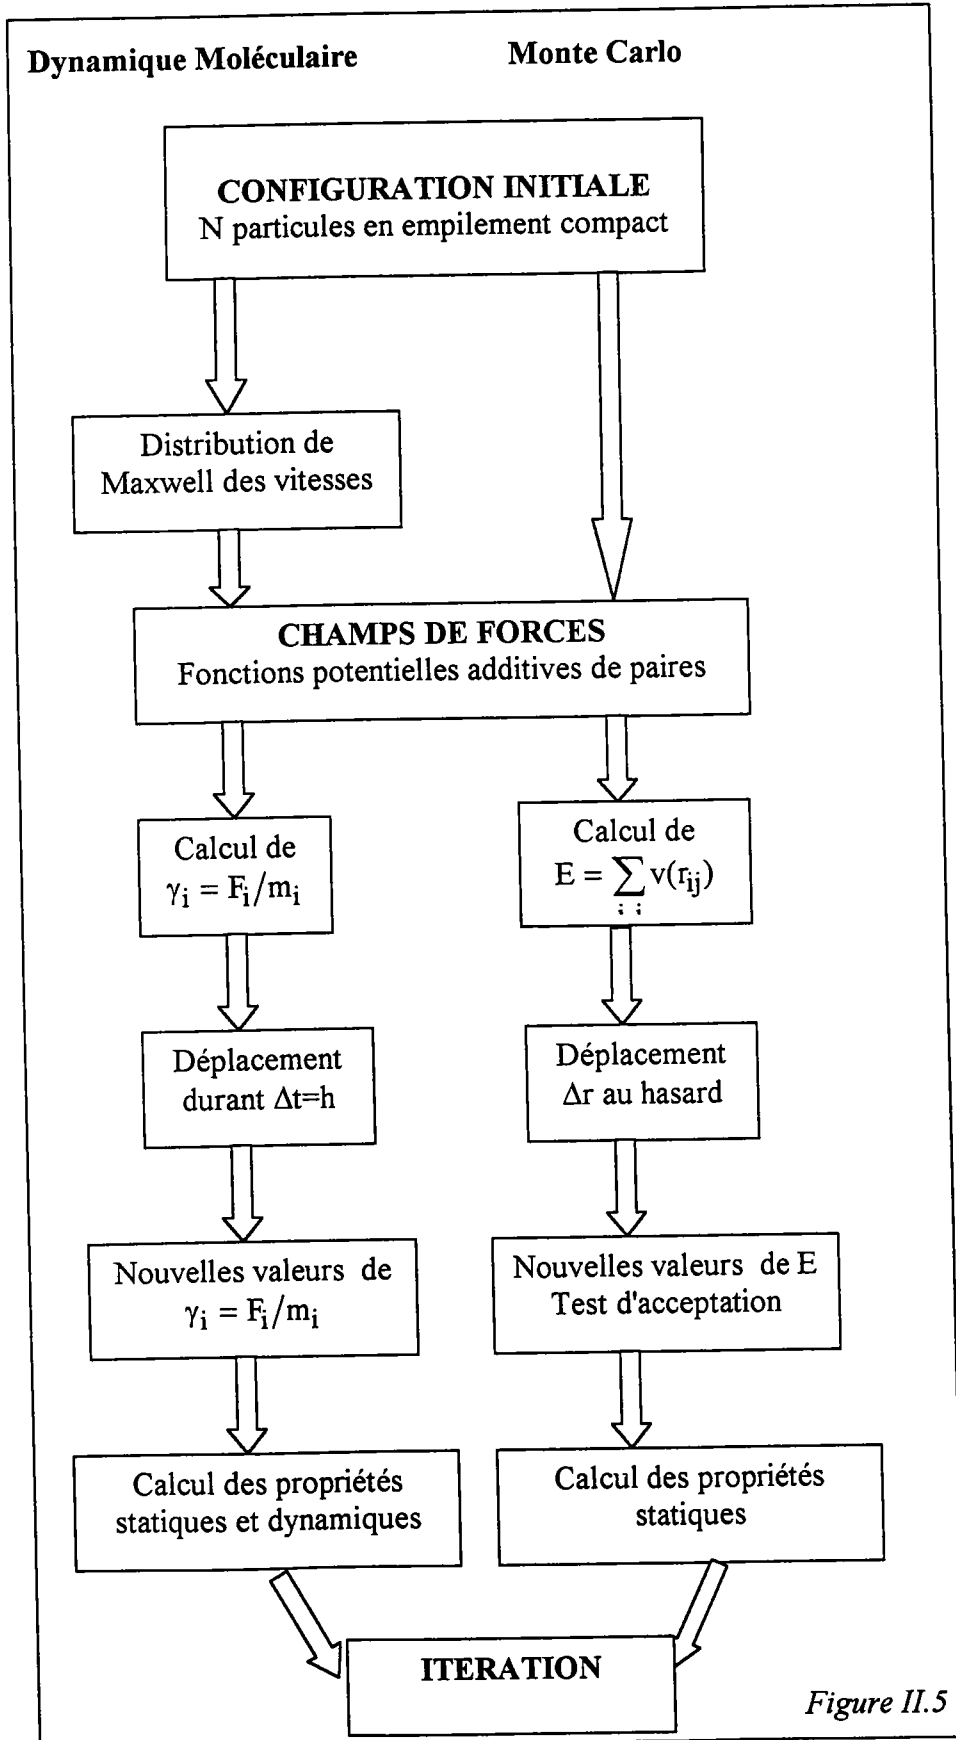 Dynamique Moléculaire
Monte Carlo
CONFIGURATION INITIALE
N particules en empilement compact
Distribution de
Maxwell des vitesses
CHAMPS DE FORCES
Fonctions potentielles additives de paires
Calcul de
γi = Fi/mi
Calcul de
E = ∑ v(rij)
i j
Déplacement
durant Δt=h
Déplacement
Δr au hasard
Nouvelles valeurs de
γi = Fi/mi
Nouvelles valeurs de E
Test d'acceptation
Calcul des propriétés
statiques et dynamiques
Calcul des propriétés
statiques
ITERATION
Figure II.5